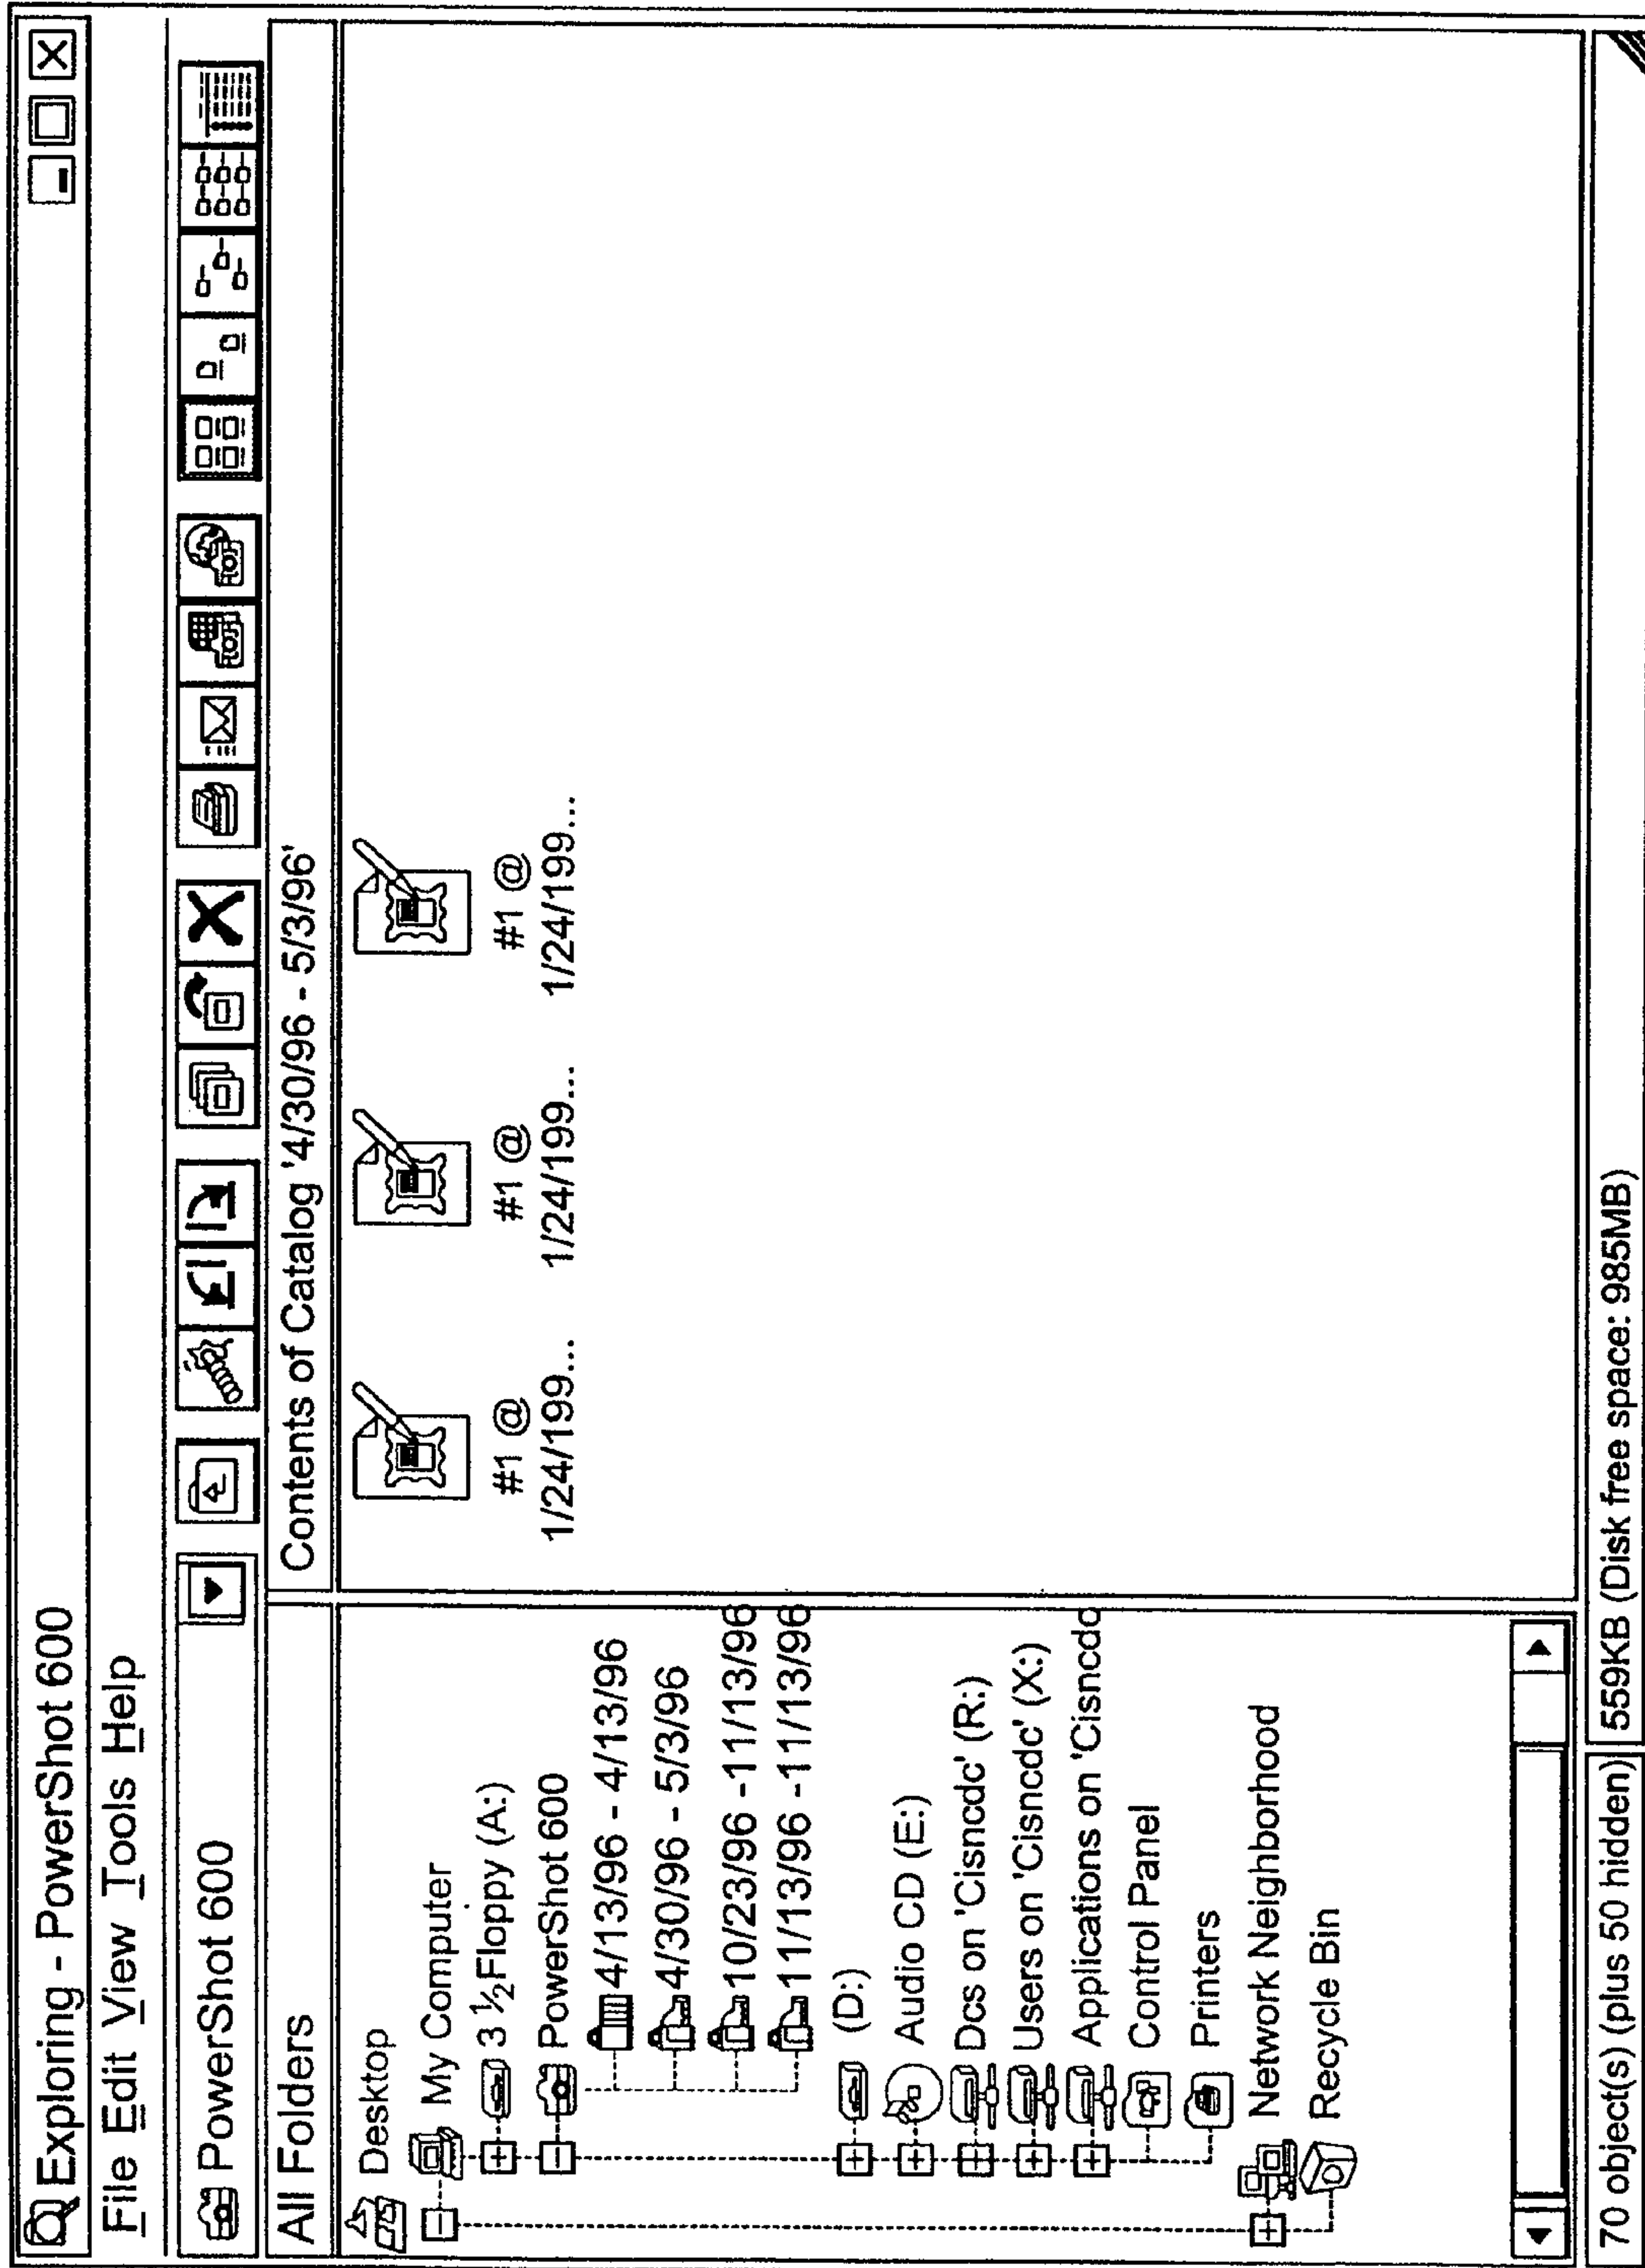 Exploring - PowerShot 600
File Edit View Tools Help
PowerShot 600
All Folders
Contents of Catalog '4/30/96 - 5/3/96'
Desktop
My Computer
3 ½Floppy (A:)
PowerShot 600
4/13/96 - 4/13/96
4/30/96 - 5/3/96
10/23/96 -11/13/96
11/13/96 -11/13/96
(D:)
Audio CD (E:)
Dcs on 'Cisncdc' (R:)
Users on 'Cisncdc' (X:)
Applications on 'Cisncdc
Control Panel
Printers
Network Neighborhood
Recycle Bin
#1 @
1/24/199...
#1 @
1/24/199...
#1 @
1/24/199...
70 object(s) (plus 50 hidden)
559KB (Disk free space: 985MB)